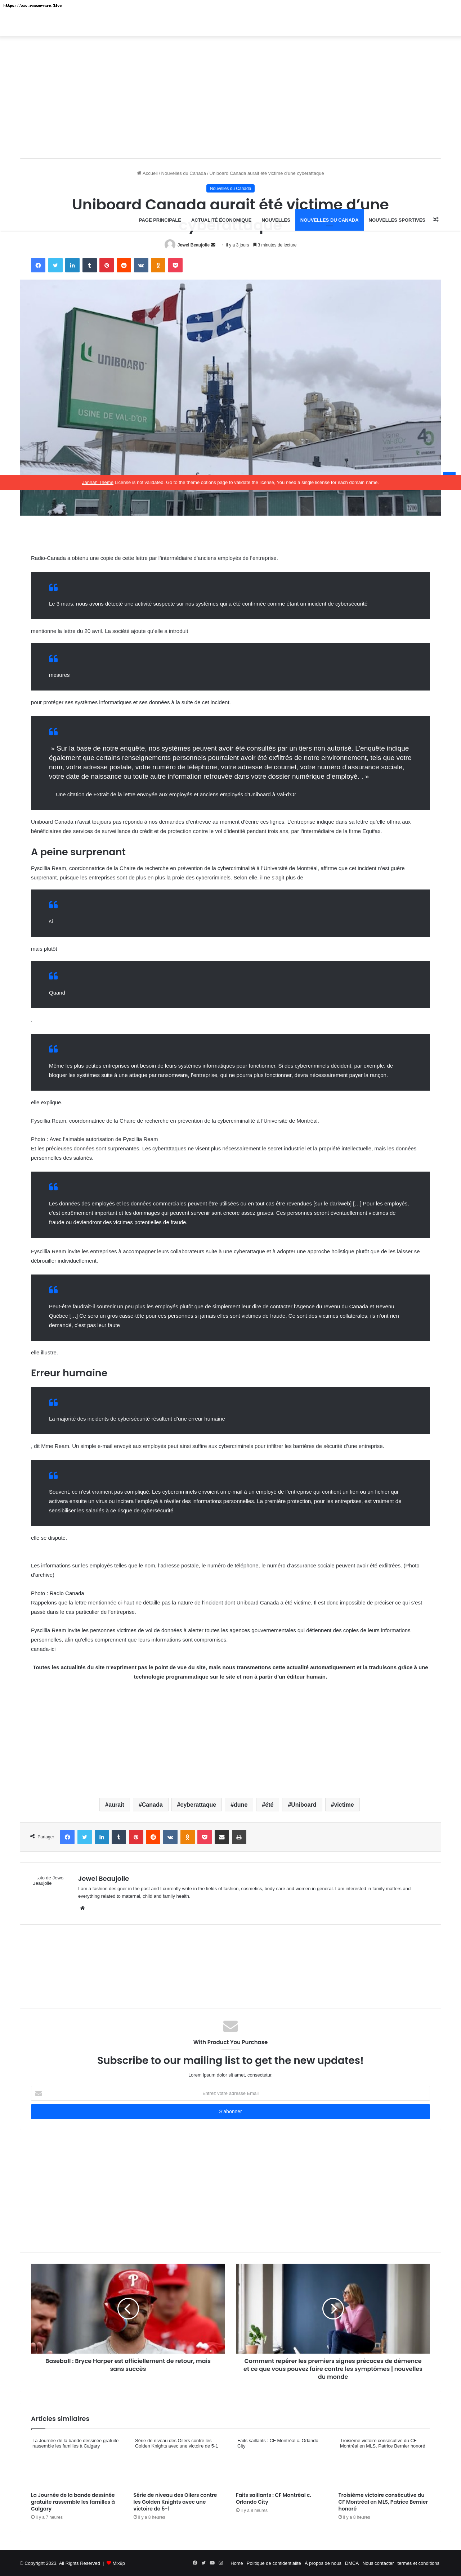 Accueil / Nouvelles du Canada / Uniboard Canada aurait été victime d'une cyberattaque
Nouvelles du Canada
Uniboard Canada aurait été victime d'une
cyberattaque
PAGE PRINCIPALE ACTUALITÉ ÉCONOMIQUE NOUVELLES NOUVELLES DU CANADA NOUVELLES SPORTIVES
Jewel Beaujolie il y a 3 jours 3 minutes de lecture
UNIBOARD
USINE DE VAL-D'OR
Jannah Theme License is not validated, Go to the theme options page to validate the license, You need a single license for each domain name.
Radio-Canada a obtenu une copie de cette lettre par l'intermédiaire d'anciens employés de l'entreprise.
Le 3 mars, nous avons détecté une activité suspecte sur nos systèmes qui a été confirmée comme étant un incident de cybersécurité
mentionne la lettre du 20 avril. La société ajoute qu'elle a introduit
mesures
pour protéger ses systèmes informatiques et ses données à la suite de cet incident.
» Sur la base de notre enquête, nos systèmes peuvent avoir été consultés par un tiers non autorisé. L'enquête indique
également que certains renseignements personnels pourraient avoir été exfiltrés de notre environnement, tels que votre
nom, votre adresse postale, votre numéro de téléphone, votre adresse de courriel, votre numéro d'assurance sociale,
votre date de naissance ou toute autre information retrouvée dans votre dossier numérique d'employé. . »
— Une citation de Extrait de la lettre envoyée aux employés et anciens employés d'Uniboard à Val-d'Or
Uniboard Canada n'avait toujours pas répondu à nos demandes d'entrevue au moment d'écrire ces lignes. L'entreprise indique dans sa lettre qu'elle offrira aux
bénéficiaires des services de surveillance du crédit et de protection contre le vol d'identité pendant trois ans, par l'intermédiaire de la firme Equifax.
A peine surprenant
Fyscillia Ream, coordonnatrice de la Chaire de recherche en prévention de la cybercriminalité à l'Université de Montréal, affirme que cet incident n'est guère
surprenant, puisque les entreprises sont de plus en plus la proie des cybercriminels. Selon elle, il ne s'agit plus de
si
mais plutôt
Quand
.
Même les plus petites entreprises ont besoin de leurs systèmes informatiques pour fonctionner. Si des cybercriminels décident, par exemple, de
bloquer les systèmes suite à une attaque par ransomware, l'entreprise, qui ne pourra plus fonctionner, devra nécessairement payer la rançon.
elle explique.
Fyscillia Ream, coordonnatrice de la Chaire de recherche en prévention de la cybercriminalité à l'Université de Montréal.
Photo : Avec l'aimable autorisation de Fyscillia Ream
Et les précieuses données sont surprenantes. Les cyberattaques ne visent plus nécessairement le secret industriel et la propriété intellectuelle, mais les données
personnelles des salariés.
Les données des employés et les données commerciales peuvent être utilisées ou en tout cas être revendues [sur le darkweb] […] Pour les employés,
c'est extrêmement important et les dommages qui peuvent survenir sont encore assez graves. Ces personnes seront éventuellement victimes de
fraude ou deviendront des victimes potentielles de fraude.
Fyscillia Ream invite les entreprises à accompagner leurs collaborateurs suite à une cyberattaque et à adopter une approche holistique plutôt que de les laisser se
débrouiller individuellement.
Peut-être faudrait-il soutenir un peu plus les employés plutôt que de simplement leur dire de contacter l'Agence du revenu du Canada et Revenu
Québec […] Ce sera un gros casse-tête pour ces personnes si jamais elles sont victimes de fraude. Ce sont des victimes collatérales, ils n'ont rien
demandé, c'est pas leur faute
elle illustre.
Erreur humaine
La majorité des incidents de cybersécurité résultent d'une erreur humaine
, dit Mme Ream. Un simple e-mail envoyé aux employés peut ainsi suffire aux cybercriminels pour infiltrer les barrières de sécurité d'une entreprise.
Souvent, ce n'est vraiment pas compliqué. Les cybercriminels envoient un e-mail à un employé de l'entreprise qui contient un lien ou un fichier qui
activera ensuite un virus ou incitera l'employé à révéler des informations personnelles. La première protection, pour les entreprises, est vraiment de
sensibiliser les salariés à ce risque de cybersécurité.
elle se dispute.
Les informations sur les employés telles que le nom, l'adresse postale, le numéro de téléphone, le numéro d'assurance sociale peuvent avoir été exfiltrées. (Photo
d'archive)
Photo : Radio Canada
Rappelons que la lettre mentionnée ci-haut ne détaille pas la nature de l'incident dont Uniboard Canada a été victime. Il est donc impossible de préciser ce qui s'est
passé dans le cas particulier de l'entreprise.
Fyscillia Ream invite les personnes victimes de vol de données à alerter toutes les agences gouvernementales qui détiennent des copies de leurs informations
personnelles, afin qu'elles comprennent que leurs informations sont compromises.
canada-ici
Toutes les actualités du site n'expriment pas le point de vue du site, mais nous transmettons cette actualité automatiquement et la traduisons grâce à une
technologie programmatique sur le site et non à partir d'un éditeur humain.
#aurait #Canada #cyberattaque #dune #été #Uniboard #victime
Partager
Jewel Beaujolie
I am a fashion designer in the past and I currently write in the fields of fashion, cosmetics, body care and women in general. I am interested in family matters and
everything related to maternal, child and family health.
With Product You Purchase
Subscribe to our mailing list to get the new updates!
Lorem ipsum dolor sit amet, consectetur.
Entrez votre adresse Email
S'abonner
Baseball : Bryce Harper est officiellement de retour, mais
sans succès
Comment repérer les premiers signes précoces de démence
et ce que vous pouvez faire contre les symptômes | nouvelles
du monde
Articles similaires
La Journée de la bande dessinée gratuite
rassemble les familles à Calgary
Série de niveau des Oilers contre les
Golden Knights avec une victoire de 5-1
Faits saillants : CF Montréal c. Orlando
City
Troisième victoire consécutive du CF
Montréal en MLS, Patrice Bernier honoré
La Journée de la bande dessinée
gratuite rassemble les familles à
Calgary
il y a 7 heures
Série de niveau des Oilers contre
les Golden Knights avec une
victoire de 5-1
il y a 8 heures
Faits saillants : CF Montréal c.
Orlando City
il y a 8 heures
Troisième victoire consécutive du
CF Montréal en MLS, Patrice Bernier
honoré
il y a 8 heures
© Copyright 2023, All Rights Reserved | Mix8p
Home Politique de confidentialité À propos de nous DMCA Nous contacter termes et conditions